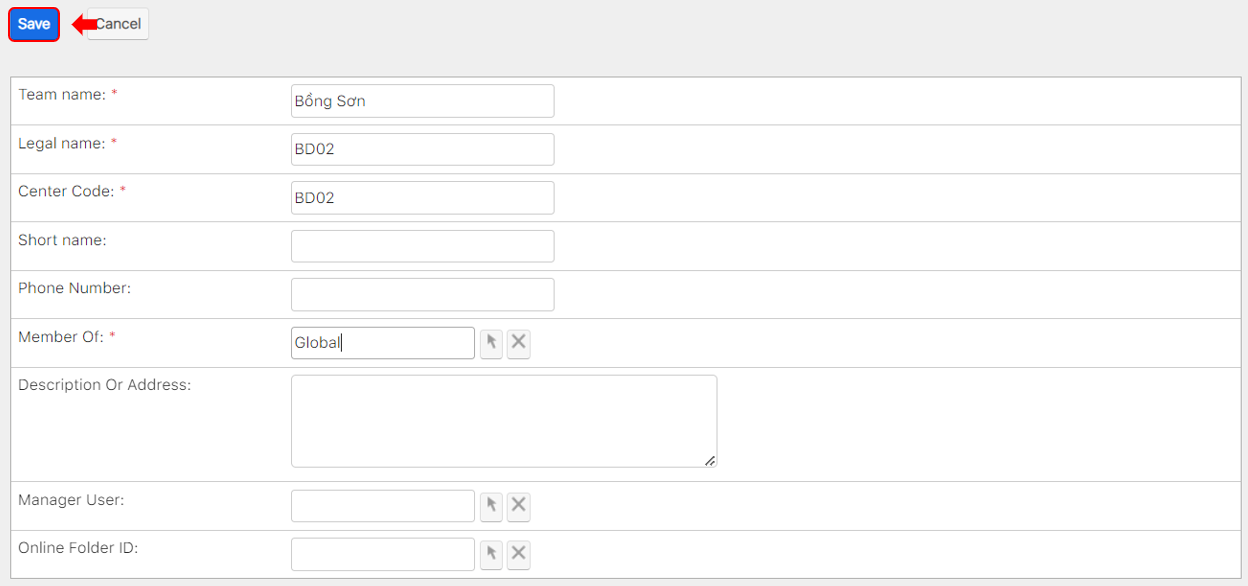 Save Cancel
Team name: * Bồng Sơn
Legal name: * BD02
Center Code: * BD02
Short name:
Phone Number:
Member Of: * Global
Description Or Address:
Manager User:
Online Folder ID: